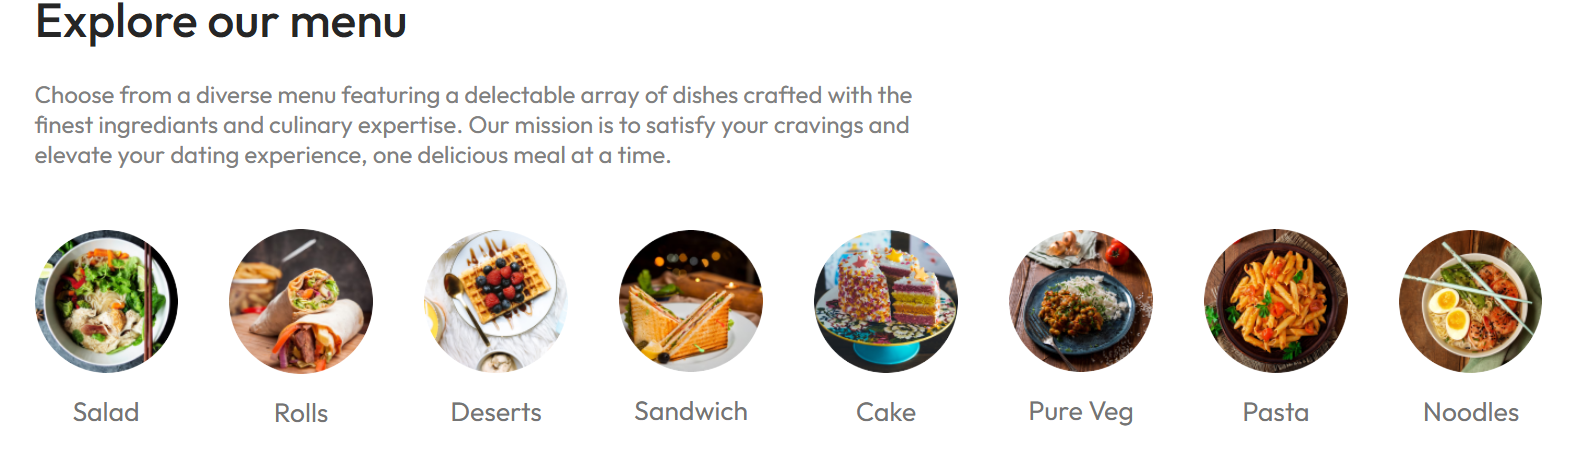 Explore our menu
Choose from a diverse menu featuring a delectable array of dishes crafted with the
finest ingrediants and culinary expertise. Our mission is to satisfy your cravings and
elevate your dating experience, one delicious meal at a time.
Salad
Rolls
Deserts
Sandwich
Cake
Pure Veg
Pasta
Noodles